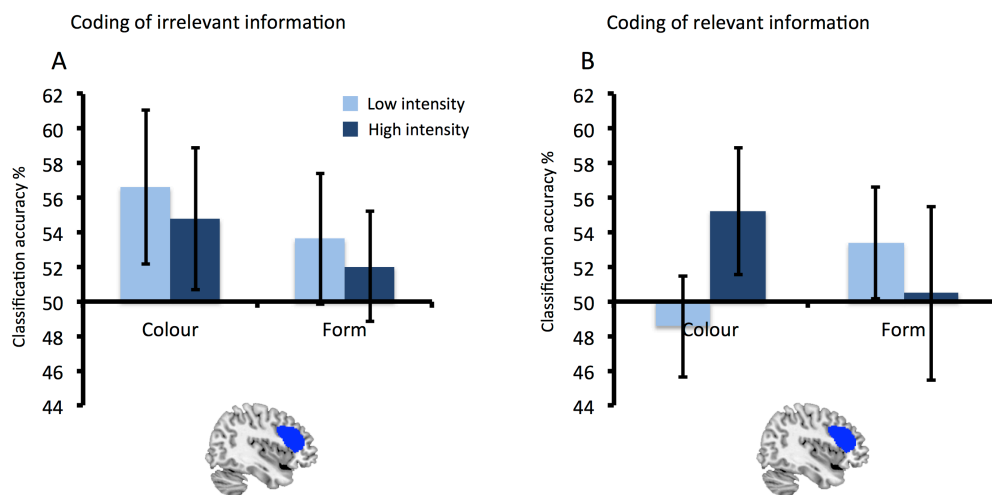 Coding of irrelevant information
A
Classification accuracy %
62
60
58
56
54
52
50
48
46
44
Low intensity
High intensity
Colour
Form
Coding of relevant information
B
Classification accuracy %
62
60
58
56
54
52
50
48
46
44
Colour
Form